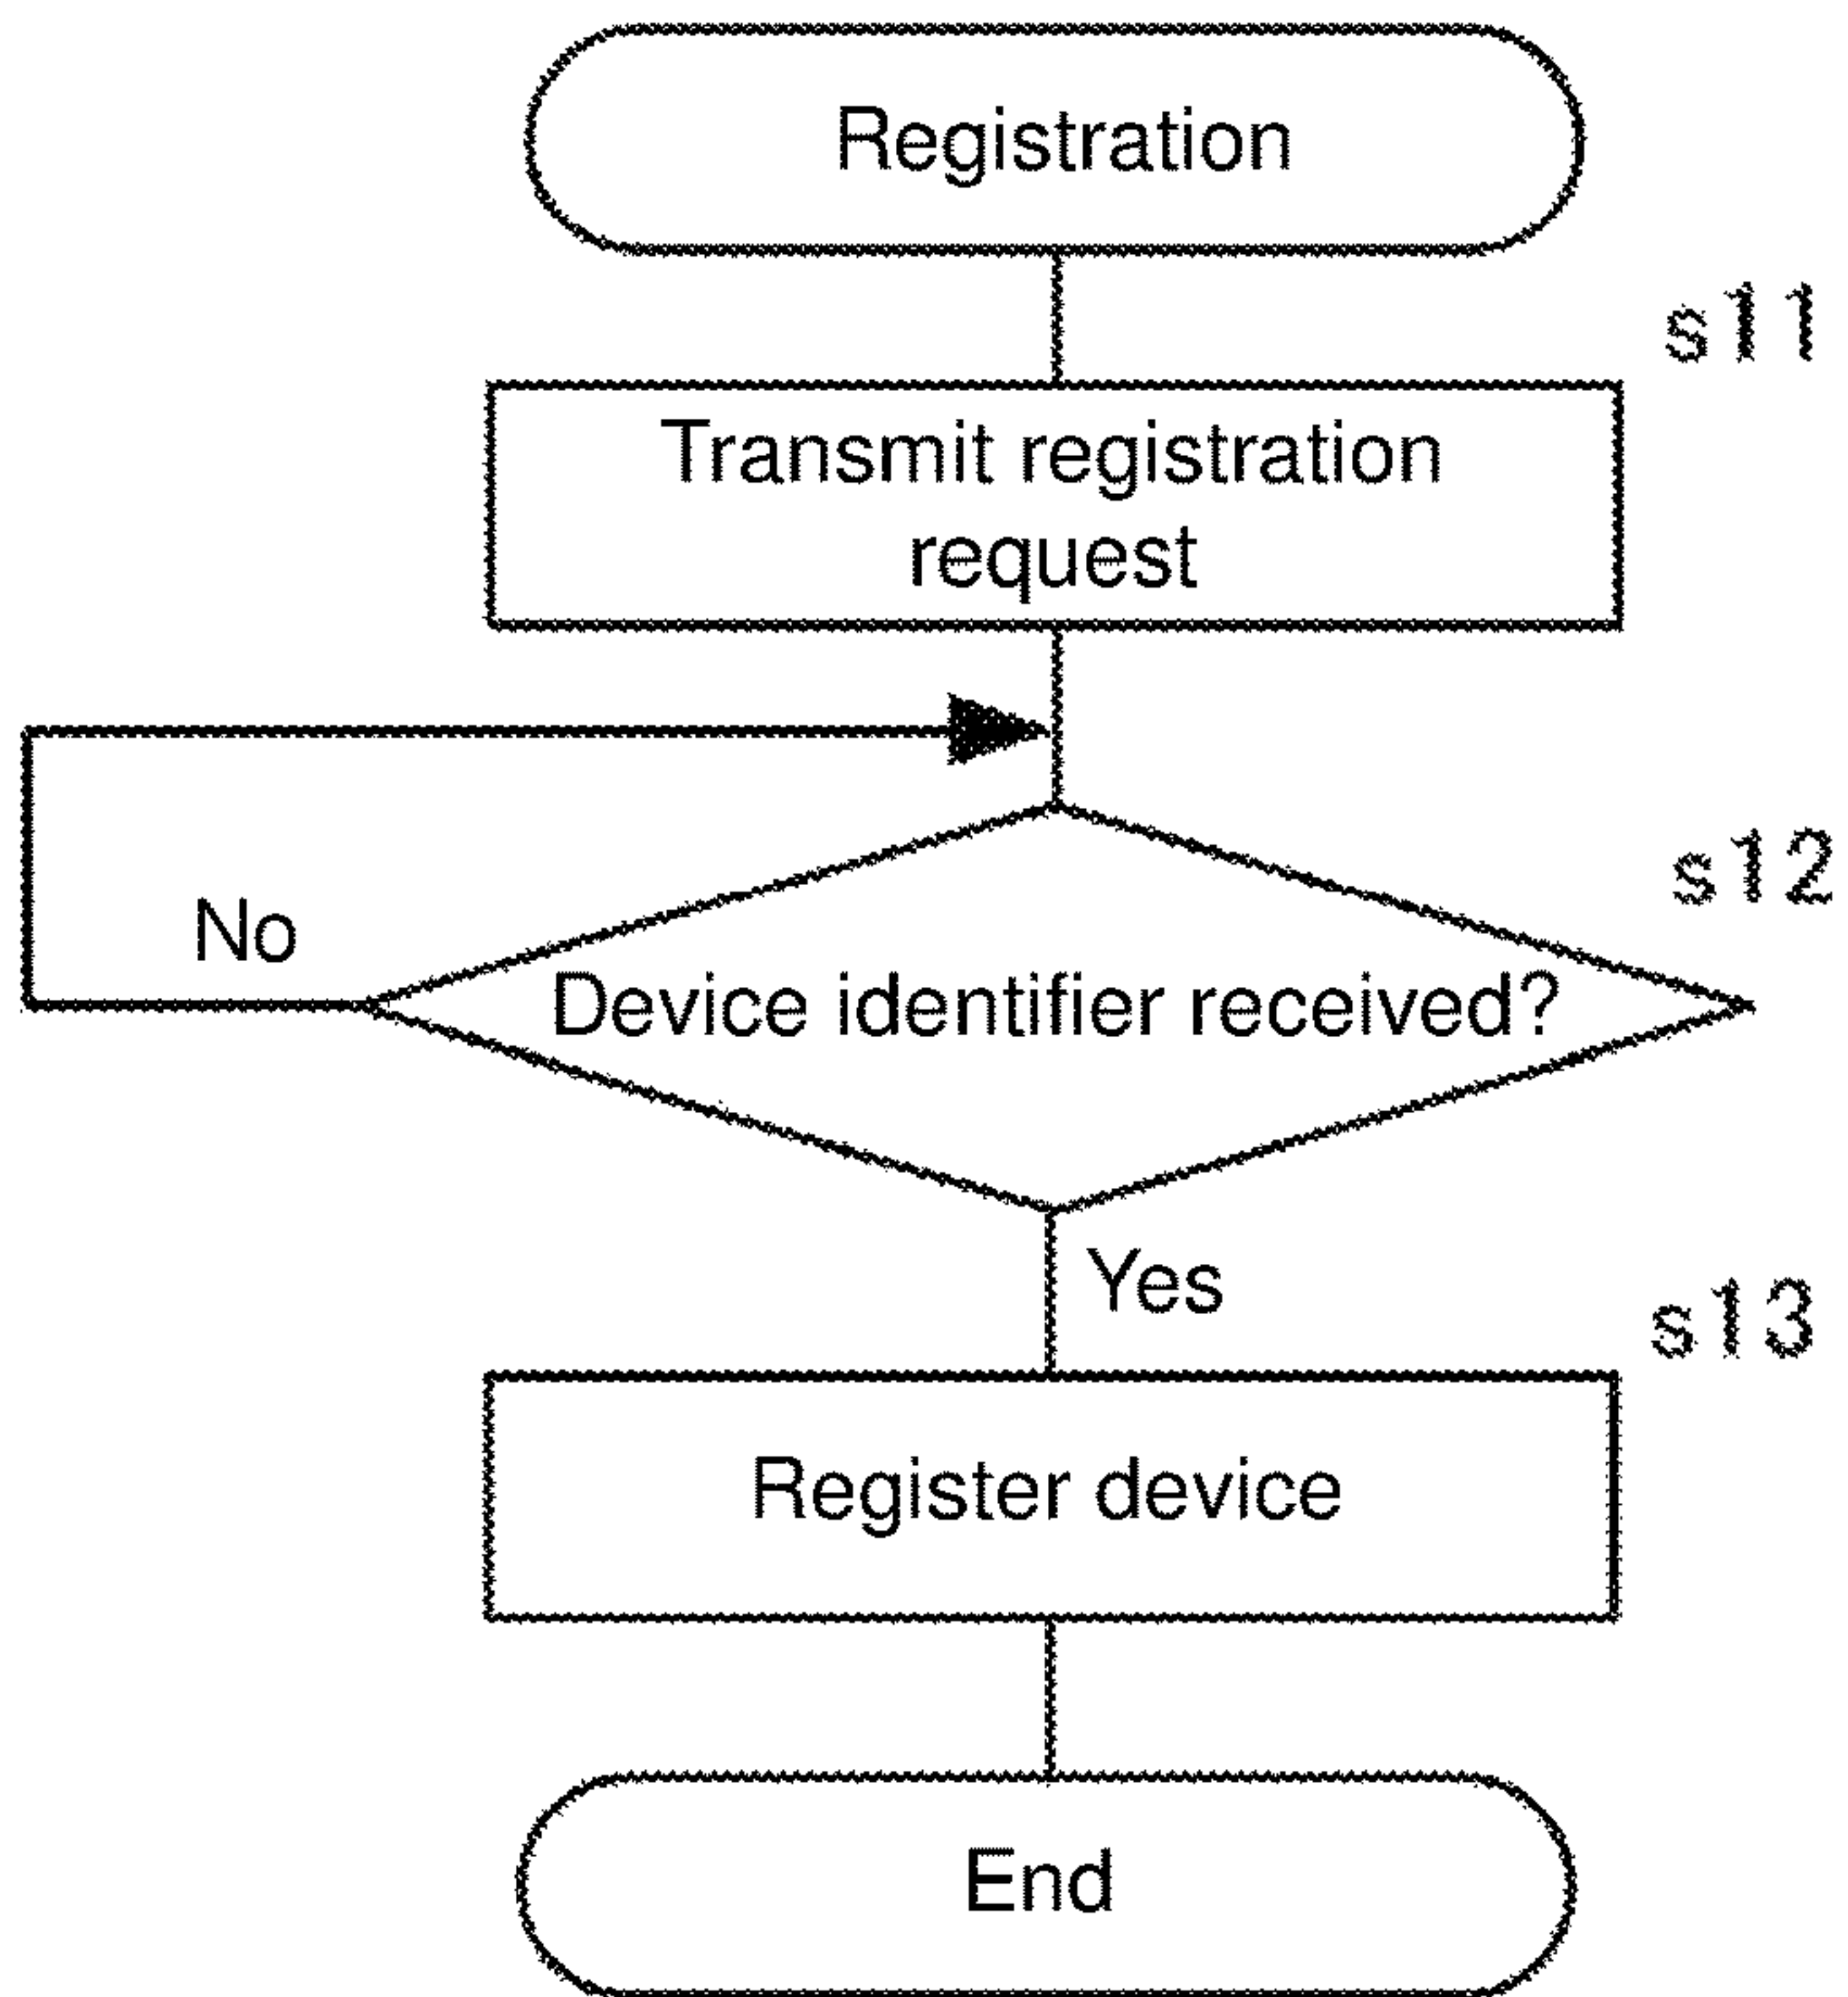 Registration
s11
Transmit registration
request
s12
No
Device identifier received?
Yes
s13
Register device
End